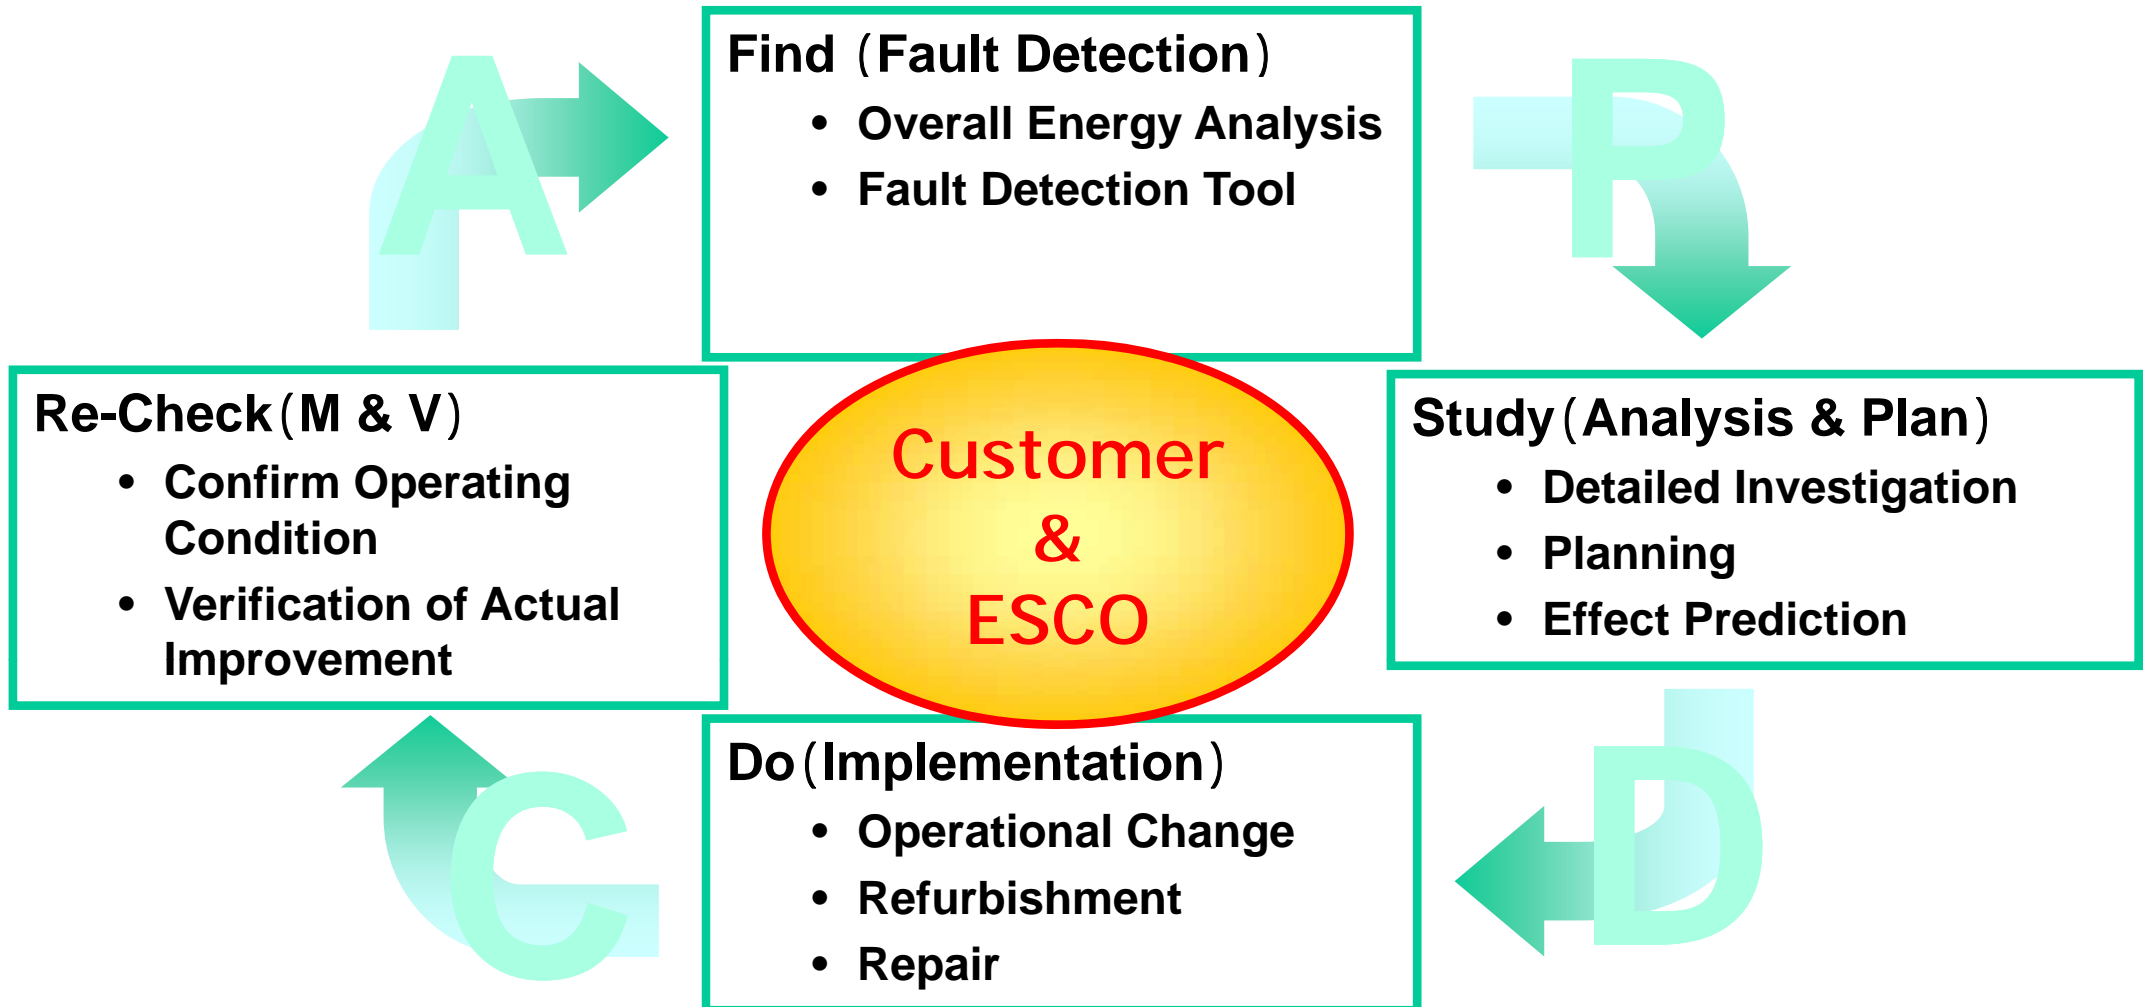 A
Find (Fault Detection)
• Overall Energy Analysis
• Fault Detection Tool
P
Re-Check(M & V)
• Confirm Operating
Condition
• Verification of Actual
Improvement
Customer
&
ESCO
Study(Analysis & Plan)
• Detailed Investigation
• Planning
• Effect Prediction
C
Do(Implementation)
• Operational Change
• Refurbishment
• Repair
D